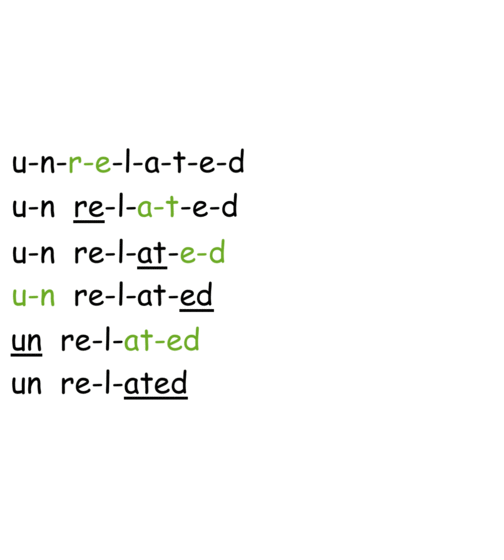 u-n-r-e-l-a-t-e-d
u-n re-l-a-t-e-d
u-n re-l-at-e-d
u-n re-l-at-ed
un re-l-at-ed
un re-l-ated